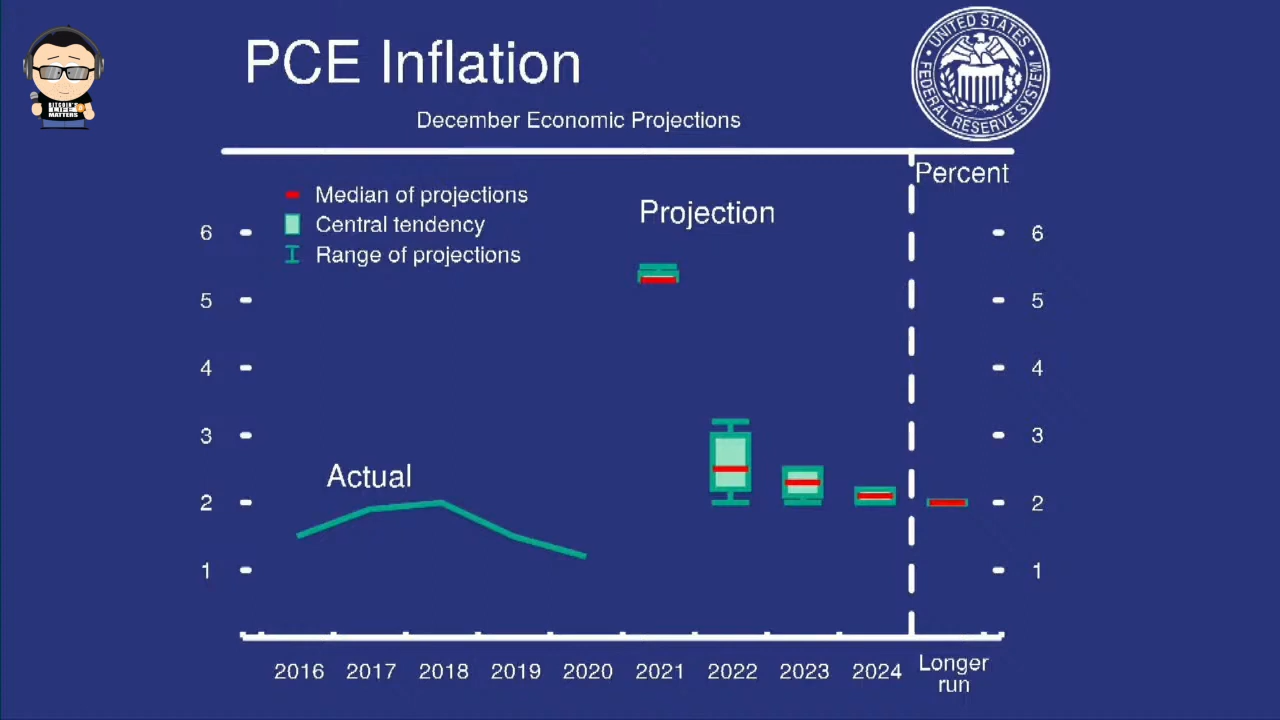 PCE Inflation
December Economic Projections
UNITED STATES
FEDERAL RESERVE SYSTEM
BITCOIN'S
MATTERS
Percent
Median of projections
Central tendency
Range of projections
Projection
Actual
6 6
5 5
4 4
3 3
2 2
1 1
2016 2017 2018 2019 2020 2021 2022 2023 2024 Longer
run